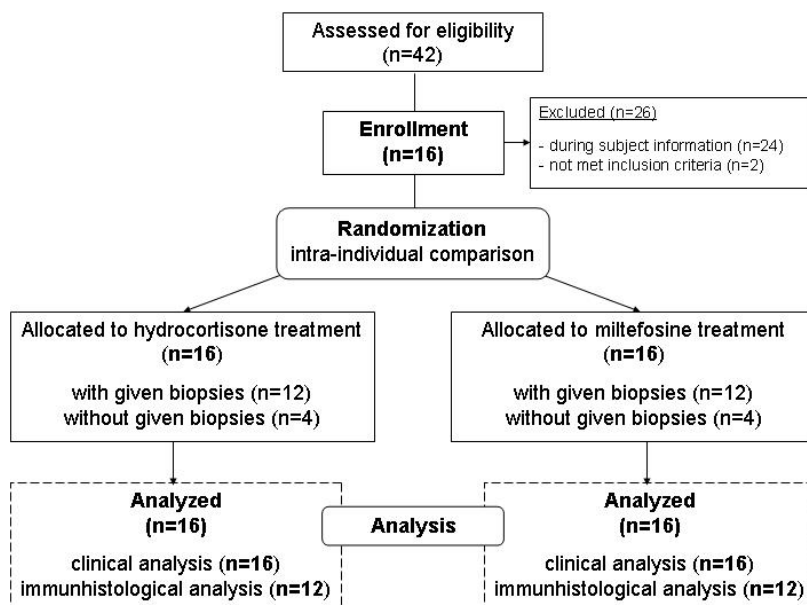 Assessed for eligibility
(n=42)
Excluded (n=26)
- during subject information (n=24)
- not met inclusion criteria (n=2)
Enrollment
(n=16)
Randomization
intra-individual comparison
Allocated to hydrocortisone treatment
(n=16)
with given biopsies (n=12)
without given biopsies (n=4)
Allocated to miltefosine treatment
(n=16)
with given biopsies (n=12)
without given biopsies (n=4)
Analyzed
(n=16)
clinical analysis (n=16)
immunhistological analysis (n=12)
Analysis
Analyzed
(n=16)
clinical analysis (n=16)
immunhistological analysis (n=12)